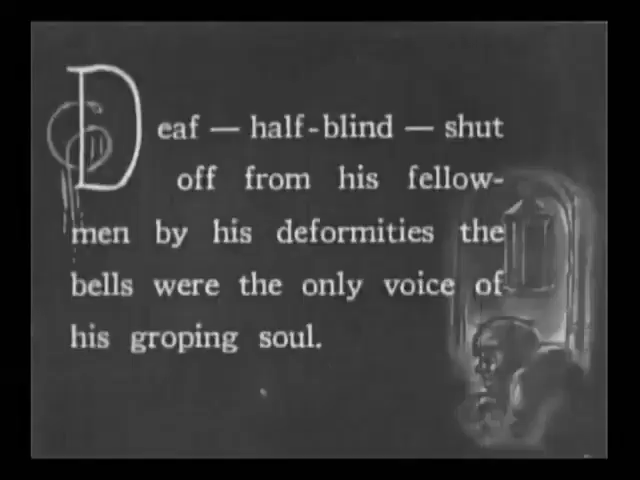 Deaf — half-blind — shut
off from his fellow-
men by his deformities the
bells were the only voice of
his groping soul.